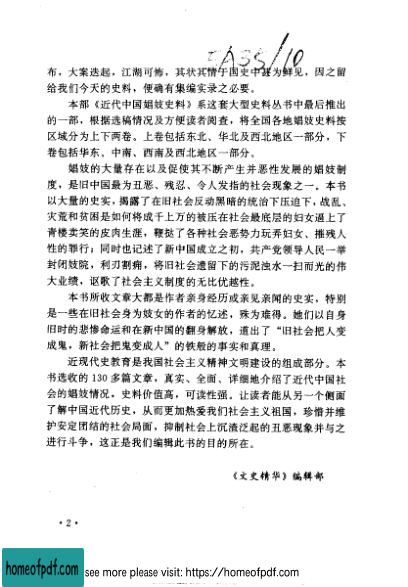 EA35/10
布，大案迭起，江湖可怖，其状其情于国史中甚为鲜见，因之留
给我们今天的史料，便确有集编实录之必要。
本部《近代中国娼妓史料》系这套大型史料丛书中最后推出
的一部，根据选稿情况及方便读者阅查，将全国各地娼妓史料按
区域分为上下两卷。上卷包括东北、华北及西北地区一部分，下
卷包括华东、中南、西南及西北地区一部分。
娼妓的大量存在以及促使其不断产生并恶性发展的娼妓制
度，是旧中国最为丑恶、残忍、令人发指的社会现象之一。本书
以大量的史实，揭露了在旧社会反动黑暗的统治下压迫下，战乱、
灾荒和贫困是如何将成千上万的被压在社会最底层的妇女逼上了
青楼卖笑的皮肉生涯，鞭挞了各种社会恶势力玩弄妇女、摧残人
性的罪行；同时也记述了新中国成立之初，共产党领导人民一举
封闭妓院，利刃割痈，将旧社会遗留下的污泥浊水一扫而光的伟
大业绩，讴歌了社会主义制度的无比优越性。
本书所收文章大都是作者亲身经历或亲见亲闻的史实，特别
是一些在旧社会身为妓女的作者的忆述，殊为难得。她们以自身
旧时的悲惨命运和在新中国的翻身解放，道出了“旧社会把人变
成鬼，新社会把鬼变成人”的铁般的事实和真理。
近现代史教育是我国社会主义精神文明建设的组成部分。本
书选收的130多篇文章，真实、全面、详细地介绍了近代中国社
会的娼妓情况，史料价值高，可读性强。让读者能从另一个侧面
了解中国近代历史，从而更加热爱我们社会主义祖国，珍惜并维
护安定团结的社会局面，抑制社会上沉渣泛起的丑恶现象并与之
进行斗争，这正是我们编辑此书的目的所在。
《文史精华》编辑部
·2·
homeofpdf.com
see more please visit: https://homeofpdf.com